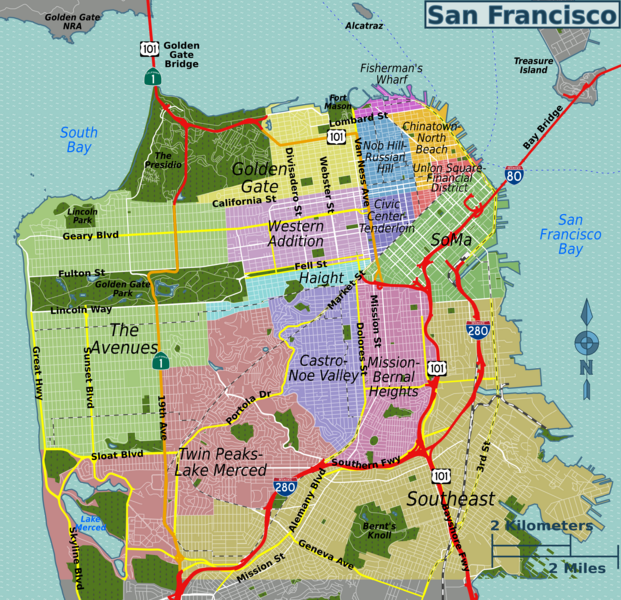 San Francisco
Golden Gate
NRA
Alcatraz
101
Golden
Gate
Bridge
1
Treasure
Island
Fisherman's
Wharf
Fort
Mason
Lombard St
101
Bay Bridge
South
Bay
The
Presidio
Chinatown-
North
Beach
Nob Hill-
Russian
Hill
Golden
Gate
Divisadero St
Webster St
Van Ness Ave
Union Square-
Financial
District
80
California St
Lincoln
Park
Geary Blvd
Western
Addition
Civic
Center-
Tenderloin
SoMa
San
Francisco
Bay
Fulton St
Fell St
Golden Gate
Park
Haight
Market St
Lincoln Way
The
Avenues
Great Hwy
Sunset Blvd
1
19th Ave
Castro-
Noe Valley
Dolores St
Mission St
Mission-
Bernal
Heights
101
280
N
Portola Dr
Sloat Blvd
Twin Peaks-
Lake Merced
Southern Fwy
280
Alemany Blvd
101
3rd St
Southeast
Bayshore Fwy
Lake
Merced
Skyline Blvd
Bernt's
Knoll
Geneva Ave
Mission St
2 Kilometers
2 Miles